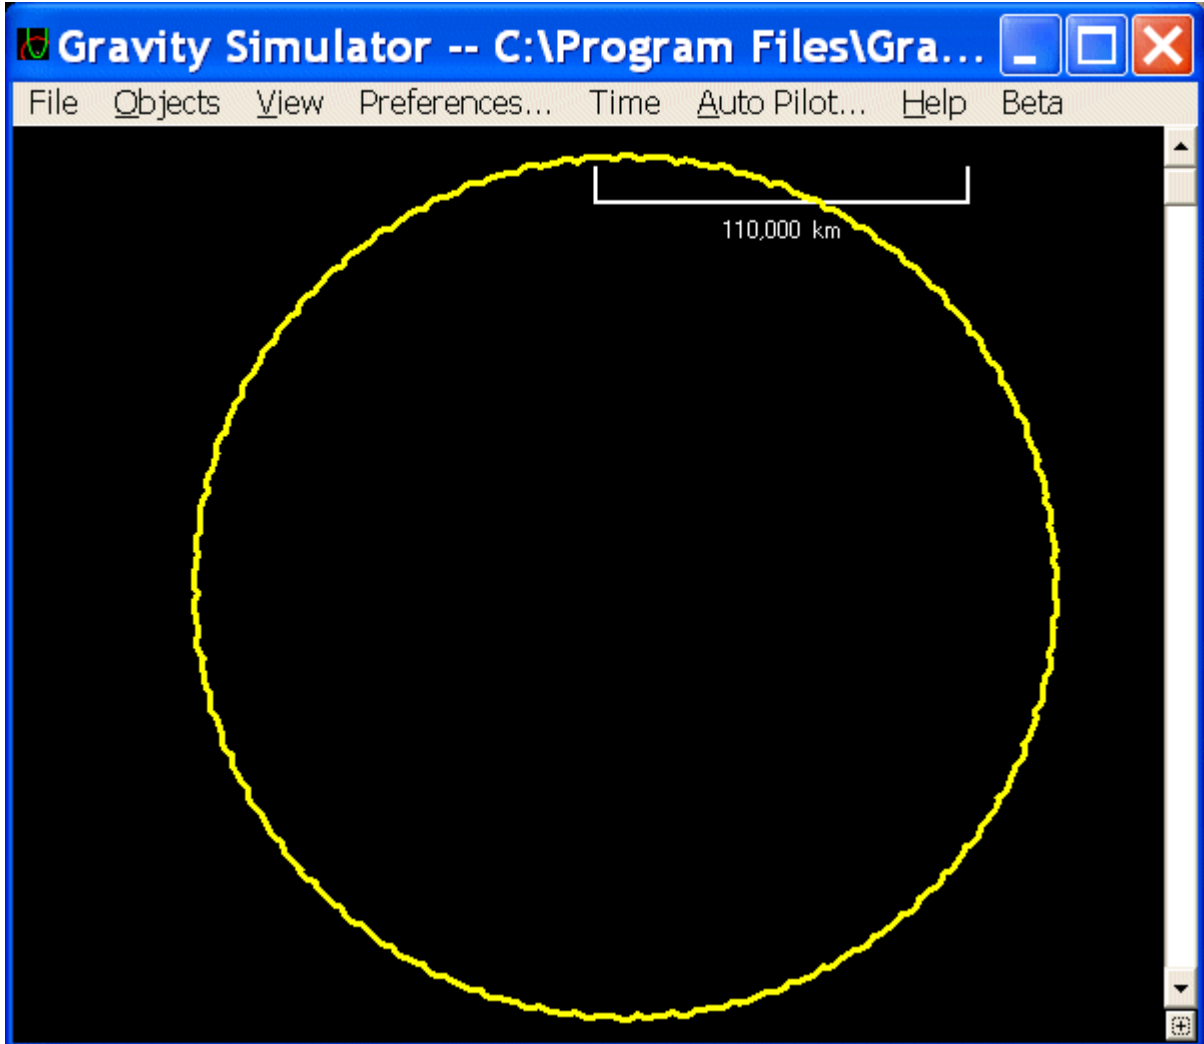 Gravity Simulator -- C:\Program Files\Gra...
File Objects View Preferences... Time Auto Pilot... Help Beta
110,000 km